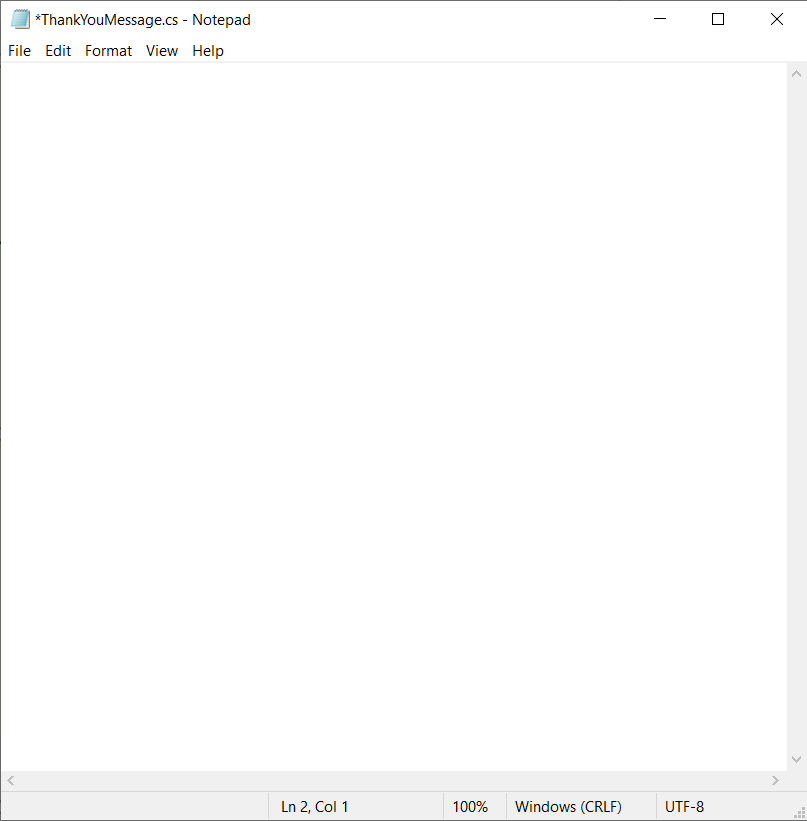 *ThankYouMessage.cs - Notepad
File Edit Format View Help
Ln 2, Col 1 100% Windows (CRLF) UTF-8